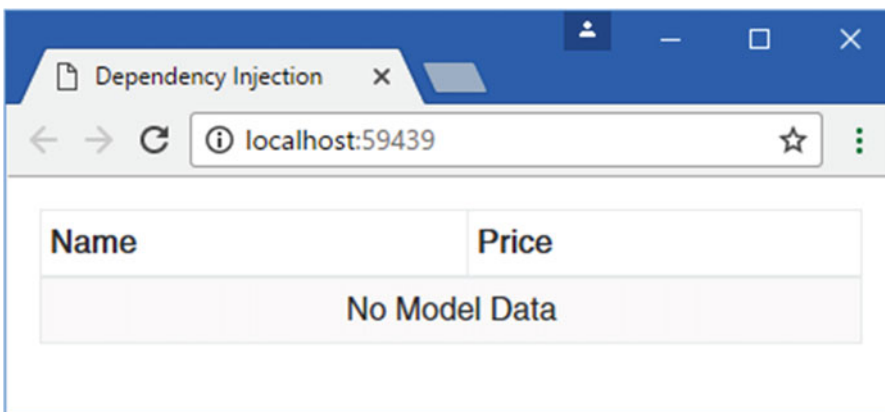 Dependency Injection
localhost:59439
Name Price
No Model Data